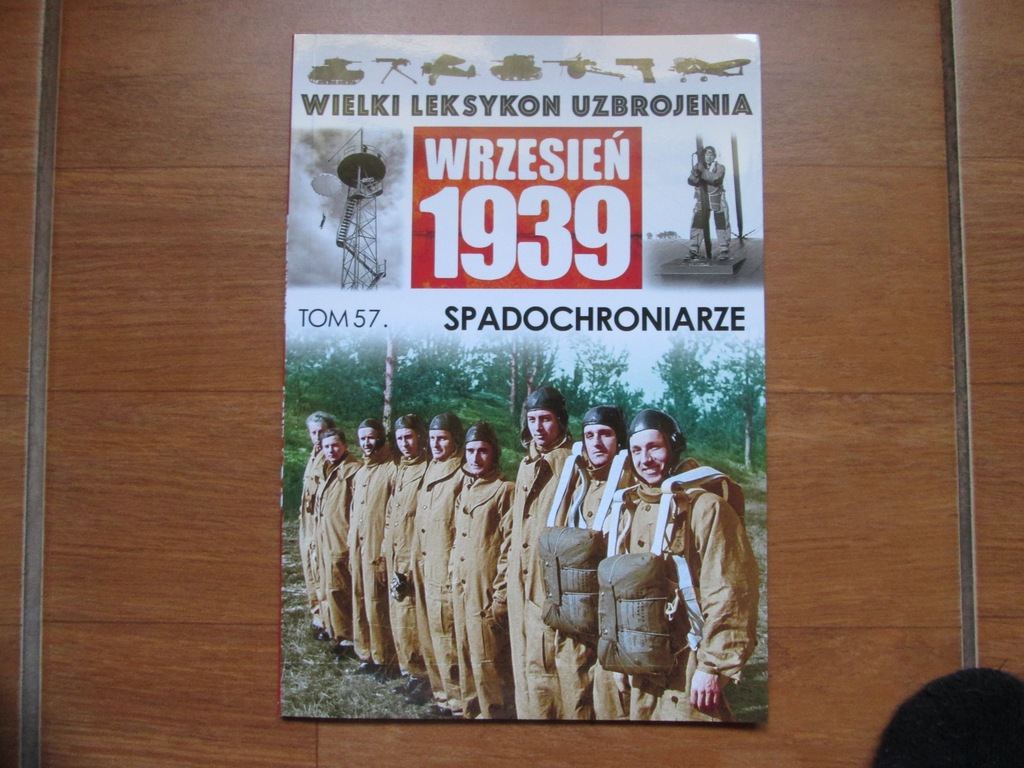 WIELKI LEKSYKON UZBROJENIA
WRZESIEŃ
1939
TOM 57. SPADOCHRONIARZE